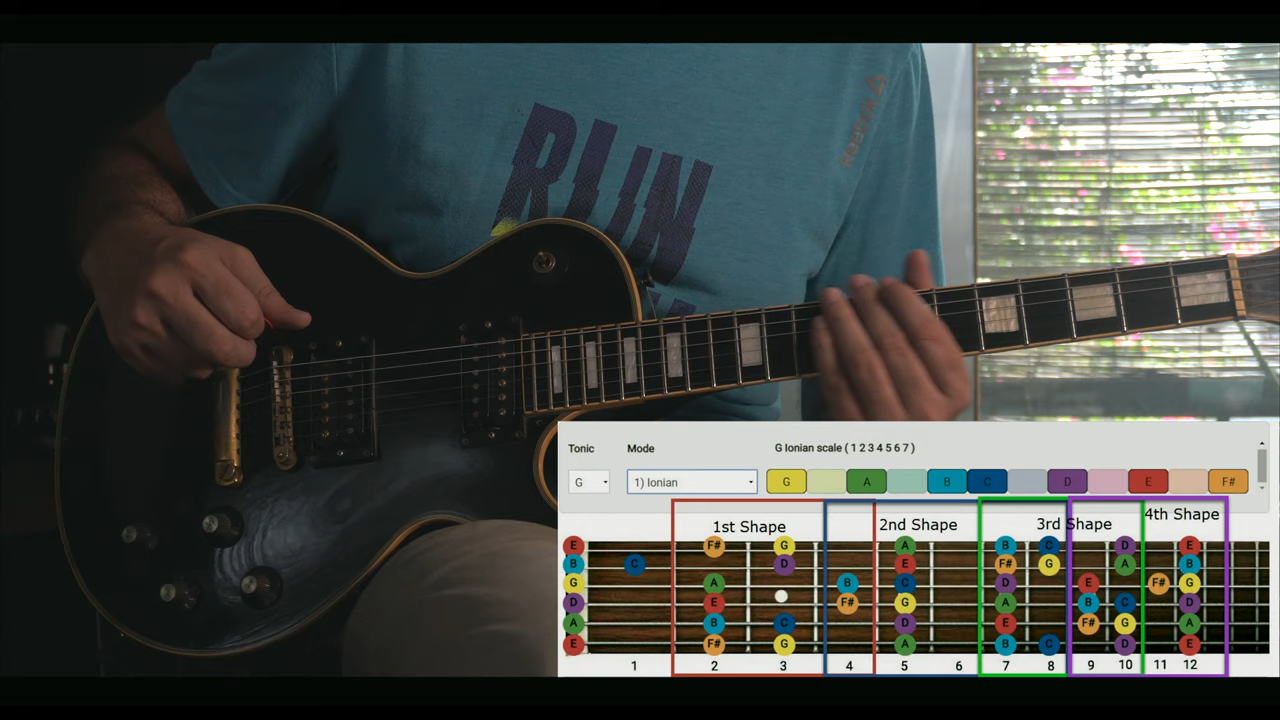 Reebok
RUN
Tonic Mode G Ionian scale ( 1 2 3 4 5 6 7 )
G 1) Ionian G A B C D E F#
1st Shape 2nd Shape 3rd Shape 4th Shape
E F# G A B C D E
B C D E F# G A B
G A B C D E F# G
D E F# G A B C D
A B C D E F# G A
E F# G A B C D E
1 2 3 4 5 6 7 8 9 10 11 12